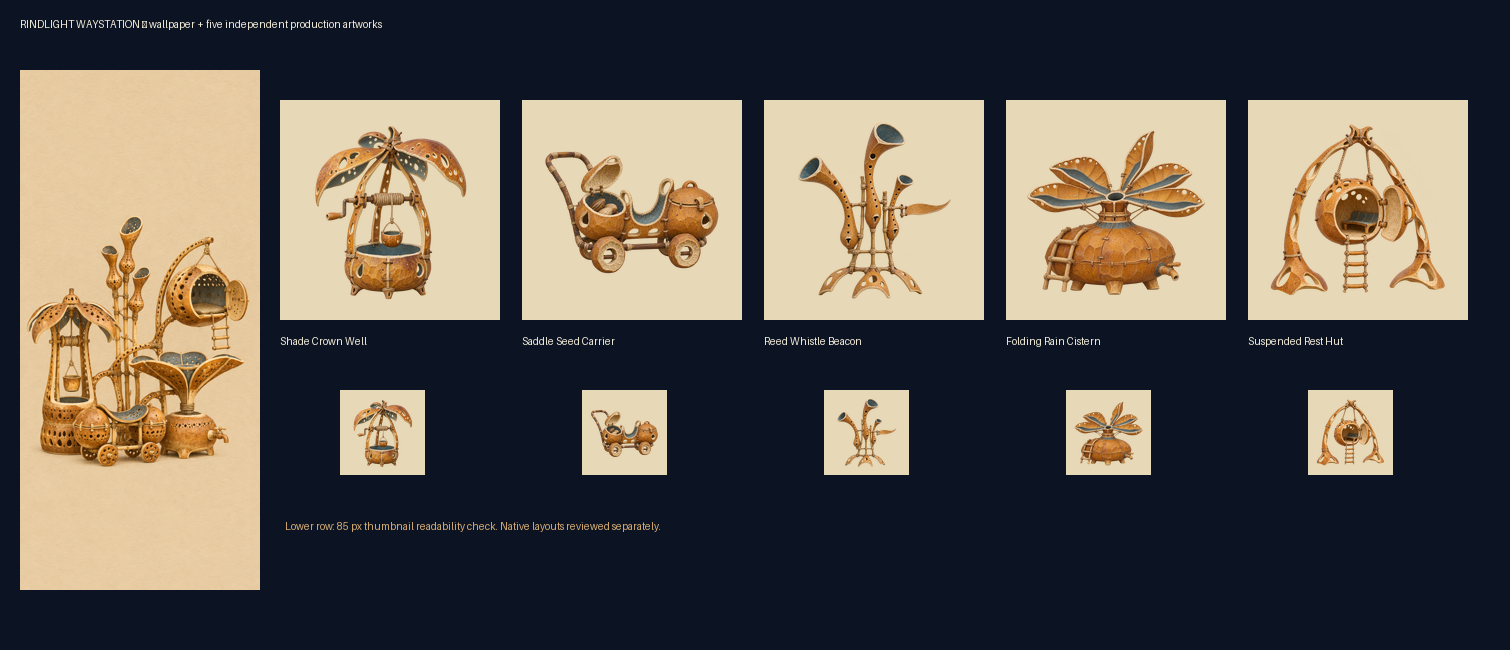 RINDLIGHT WAYSTATION ☒ wallpaper + five independent production artworks
Shade Crown Well
Saddle Seed Carrier
Reed Whistle Beacon
Folding Rain Cistern
Suspended Rest Hut
Lower row: 85 px thumbnail readability check. Native layouts reviewed separately.